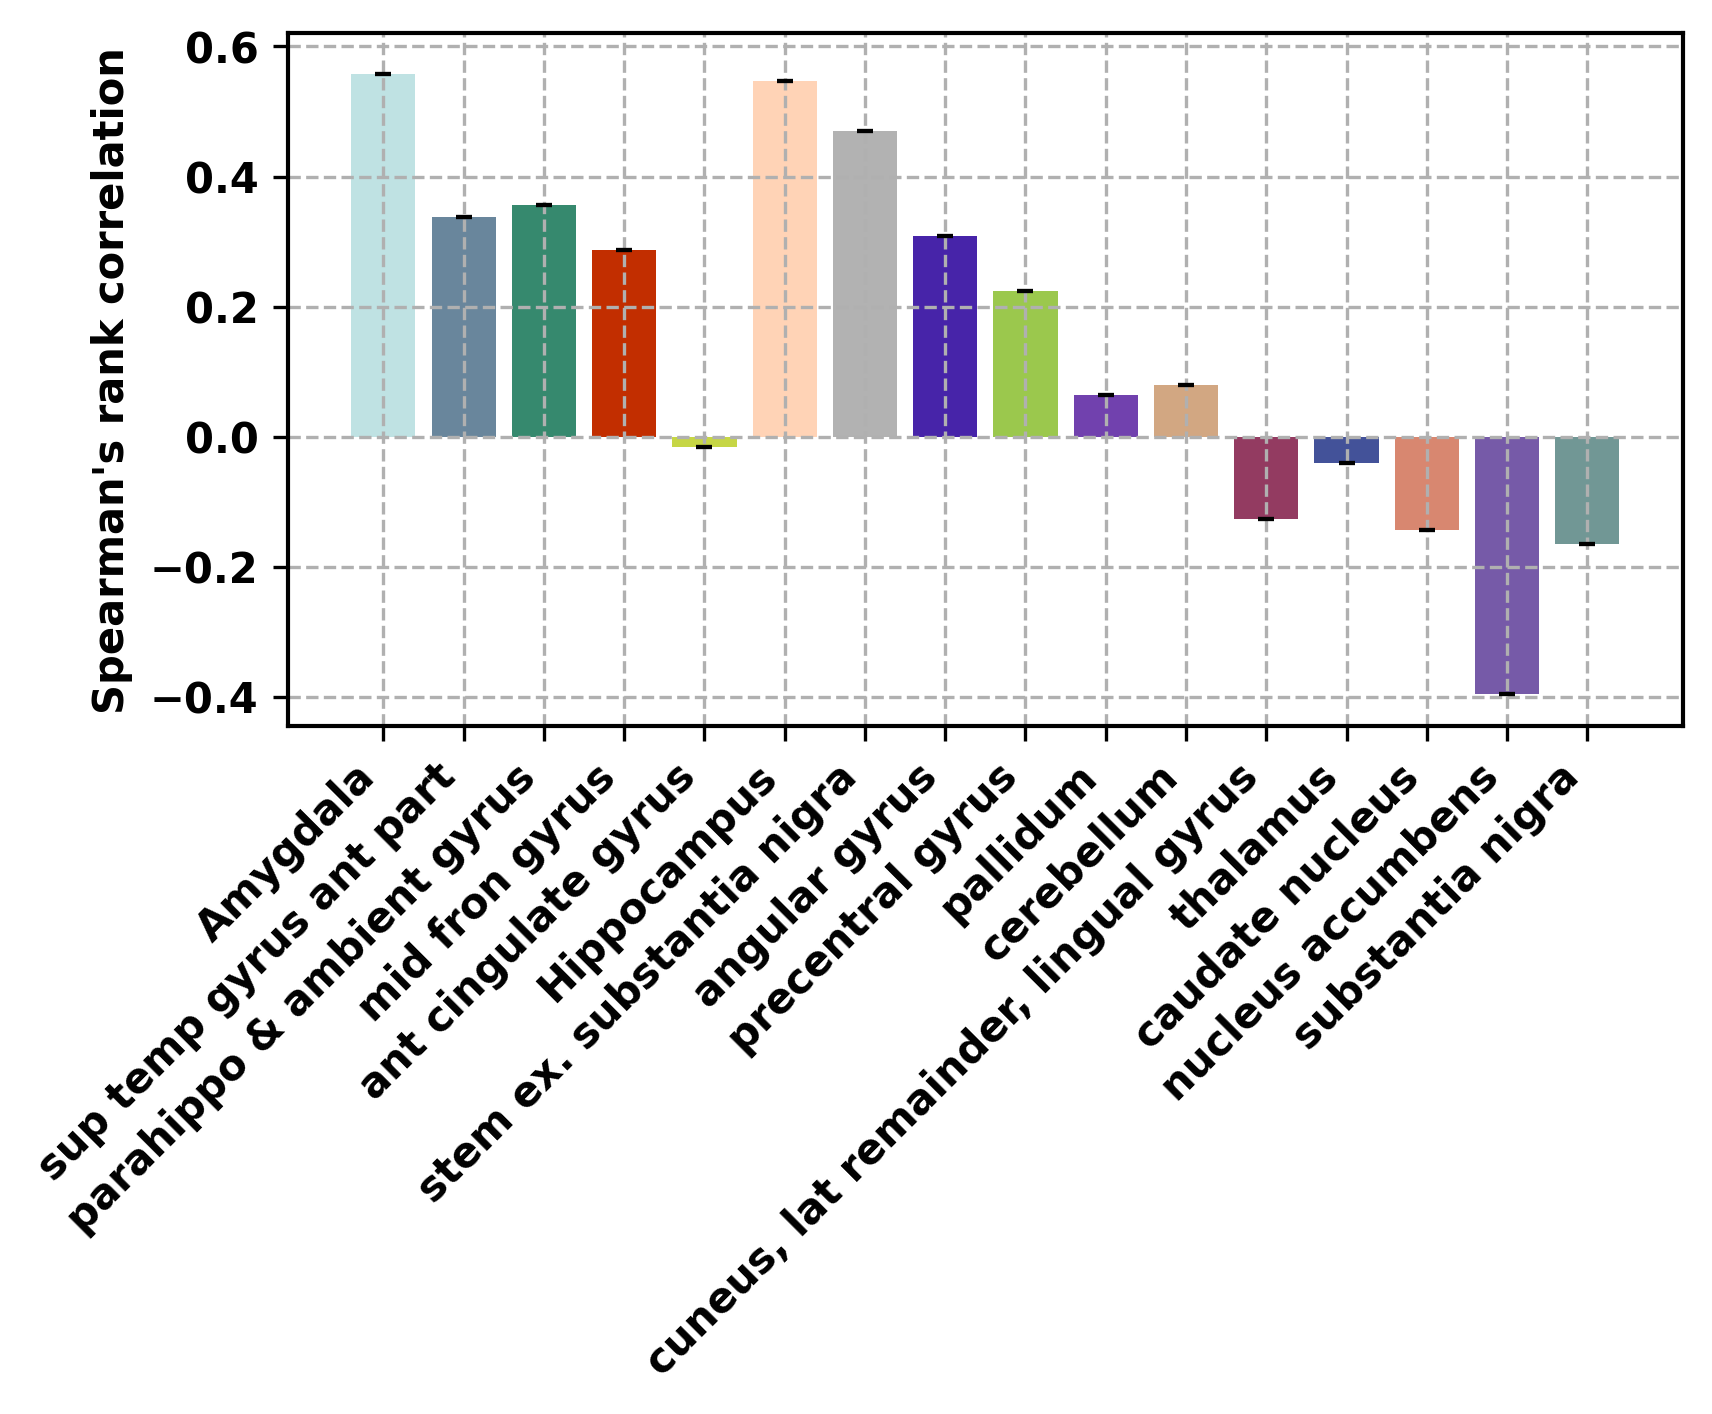 Spearman's rank correlation
0.6
0.4
0.2
0.0
−0.2
−0.4
Amygdala
sup temp gyrus ant part
parahippo & ambient gyrus
mid fron gyrus
ant cingulate gyrus
Hippocampus
stem ex. substantia nigra
angular gyrus
precentral gyrus
pallidum
cerebellum
cuneus, lat remainder, lingual gyrus
thalamus
caudate nucleus
nucleus accumbens
substantia nigra